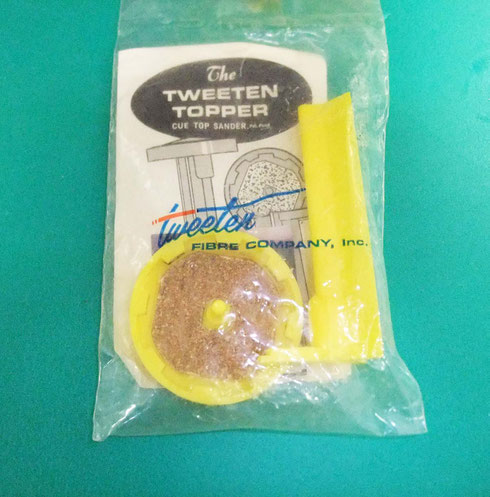 The
TWEETEN
TOPPER
CUE TOP SANDER
tweeten
FIBRE COMPANY, Inc.